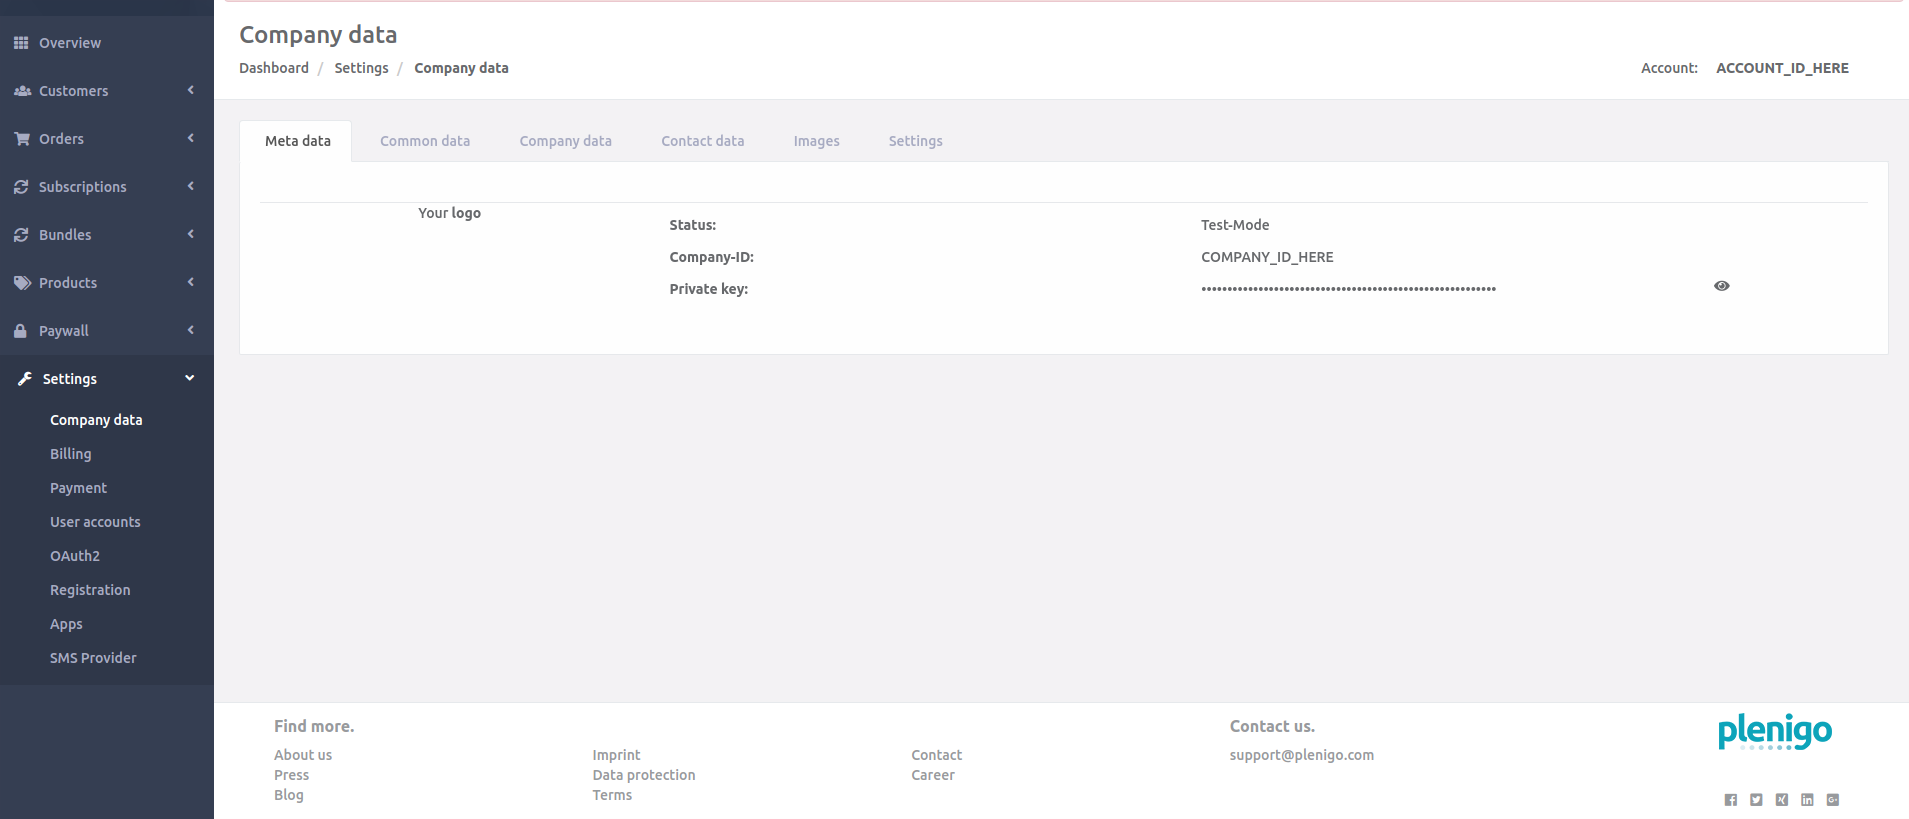 Overview
Customers
Orders
Subscriptions
Bundles
Products
Paywall
Settings
Company data
Billing
Payment
User accounts
OAuth2
Registration
Apps
SMS Provider
Company data
Dashboard / Settings / Company data
Account: ACCOUNT_ID_HERE
Meta data Common data Company data Contact data Images Settings
Your logo
Status: Test-Mode
Company-ID: COMPANY_ID_HERE
Private key:
Find more.
About us
Press
Blog
Imprint
Data protection
Terms
Contact
Career
Contact us.
support@plenigo.com
plenigo